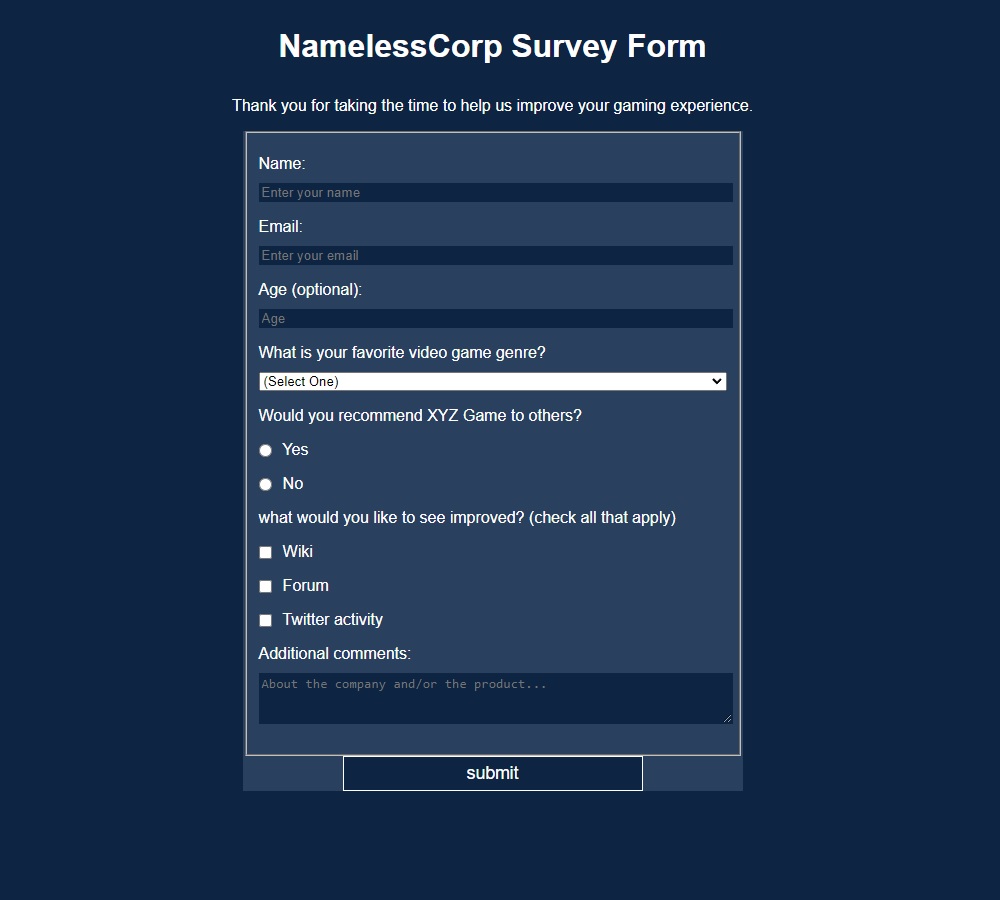 NamelessCorp Survey Form
Thank you for taking the time to help us improve your gaming experience.
Name:
Enter your name
Email:
Enter your email
Age (optional):
Age
What is your favorite video game genre?
(Select One)
Would you recommend XYZ Game to others?
Yes
No
what would you like to see improved? (check all that apply)
Wiki
Forum
Twitter activity
Additional comments:
About the company and/or the product...
submit